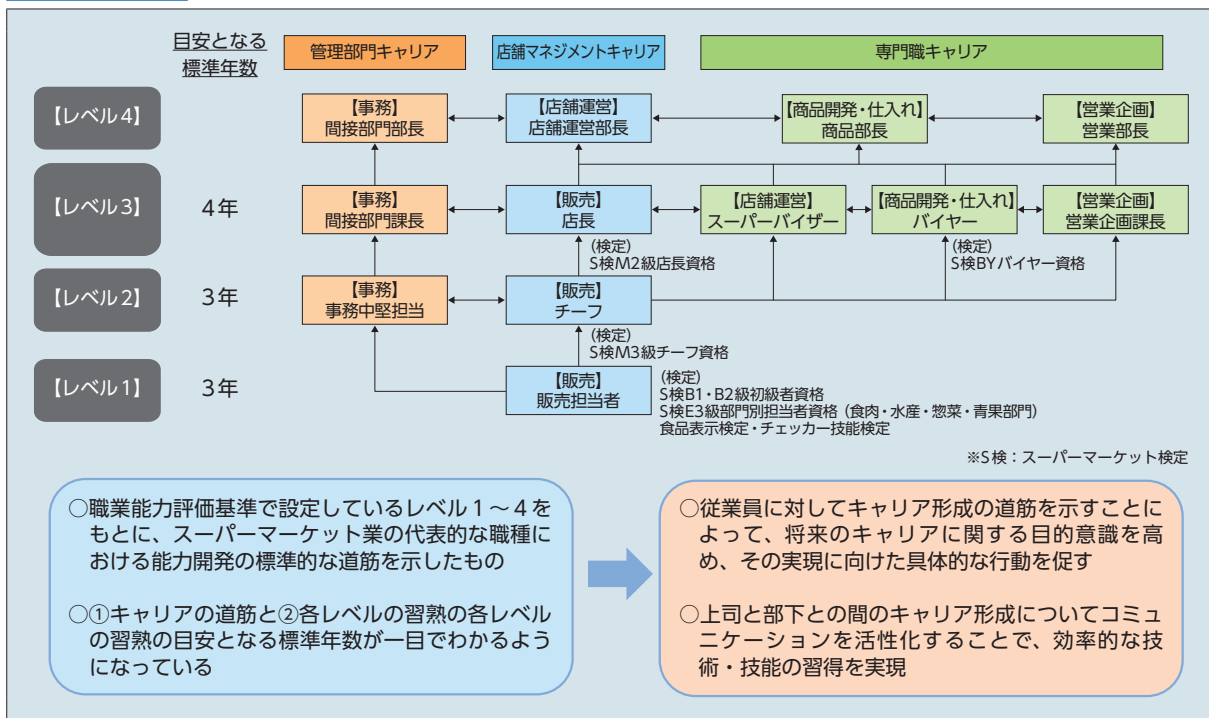 目安となる
標準年数
管理部門キャリア
店舗マネジメントキャリア
専門職キャリア
【レベル4】
【事務】
間接部門部長
【店舗運営】
店舗運営部長
【商品開発・仕入れ】
商品部長
【営業企画】
営業部長
【レベル3】
4年
【事務】
間接部門課長
【販売】
店長
【店舗運営】
スーパーバイザー
【商品開発・仕入れ】
バイヤー
【営業企画】
営業企画課長
(検定)
S検M2級店長資格
(検定)
S検BYバイヤー資格
【レベル2】
3年
【事務】
事務中堅担当
【販売】
チーフ
(検定)
S検M3級チーフ資格
【レベル1】
3年
【販売】
販売担当者
(検定)
S検B1・B2級初級者資格
S検E3級部門別担当者資格(食肉・水産・惣菜・青果部門)
食品表示検定・チェッカー技能検定
※S検：スーパーマーケット検定
○職業能力評価基準で設定しているレベル1～4を
もとに、スーパーマーケット業の代表的な職種に
おける能力開発の標準的な道筋を示したもの
○①キャリアの道筋と②各レベルの習熟の各レベル
の習熟の目安となる標準年数が一目でわかるよう
になっている
○従業員に対してキャリア形成の道筋を示すことに
よって、将来のキャリアに関する目的意識を高
め、その実現に向けた具体的な行動を促す
○上司と部下との間のキャリア形成についてコミュ
ニケーションを活性化することで、効率的な技
術・技能の習得を実現